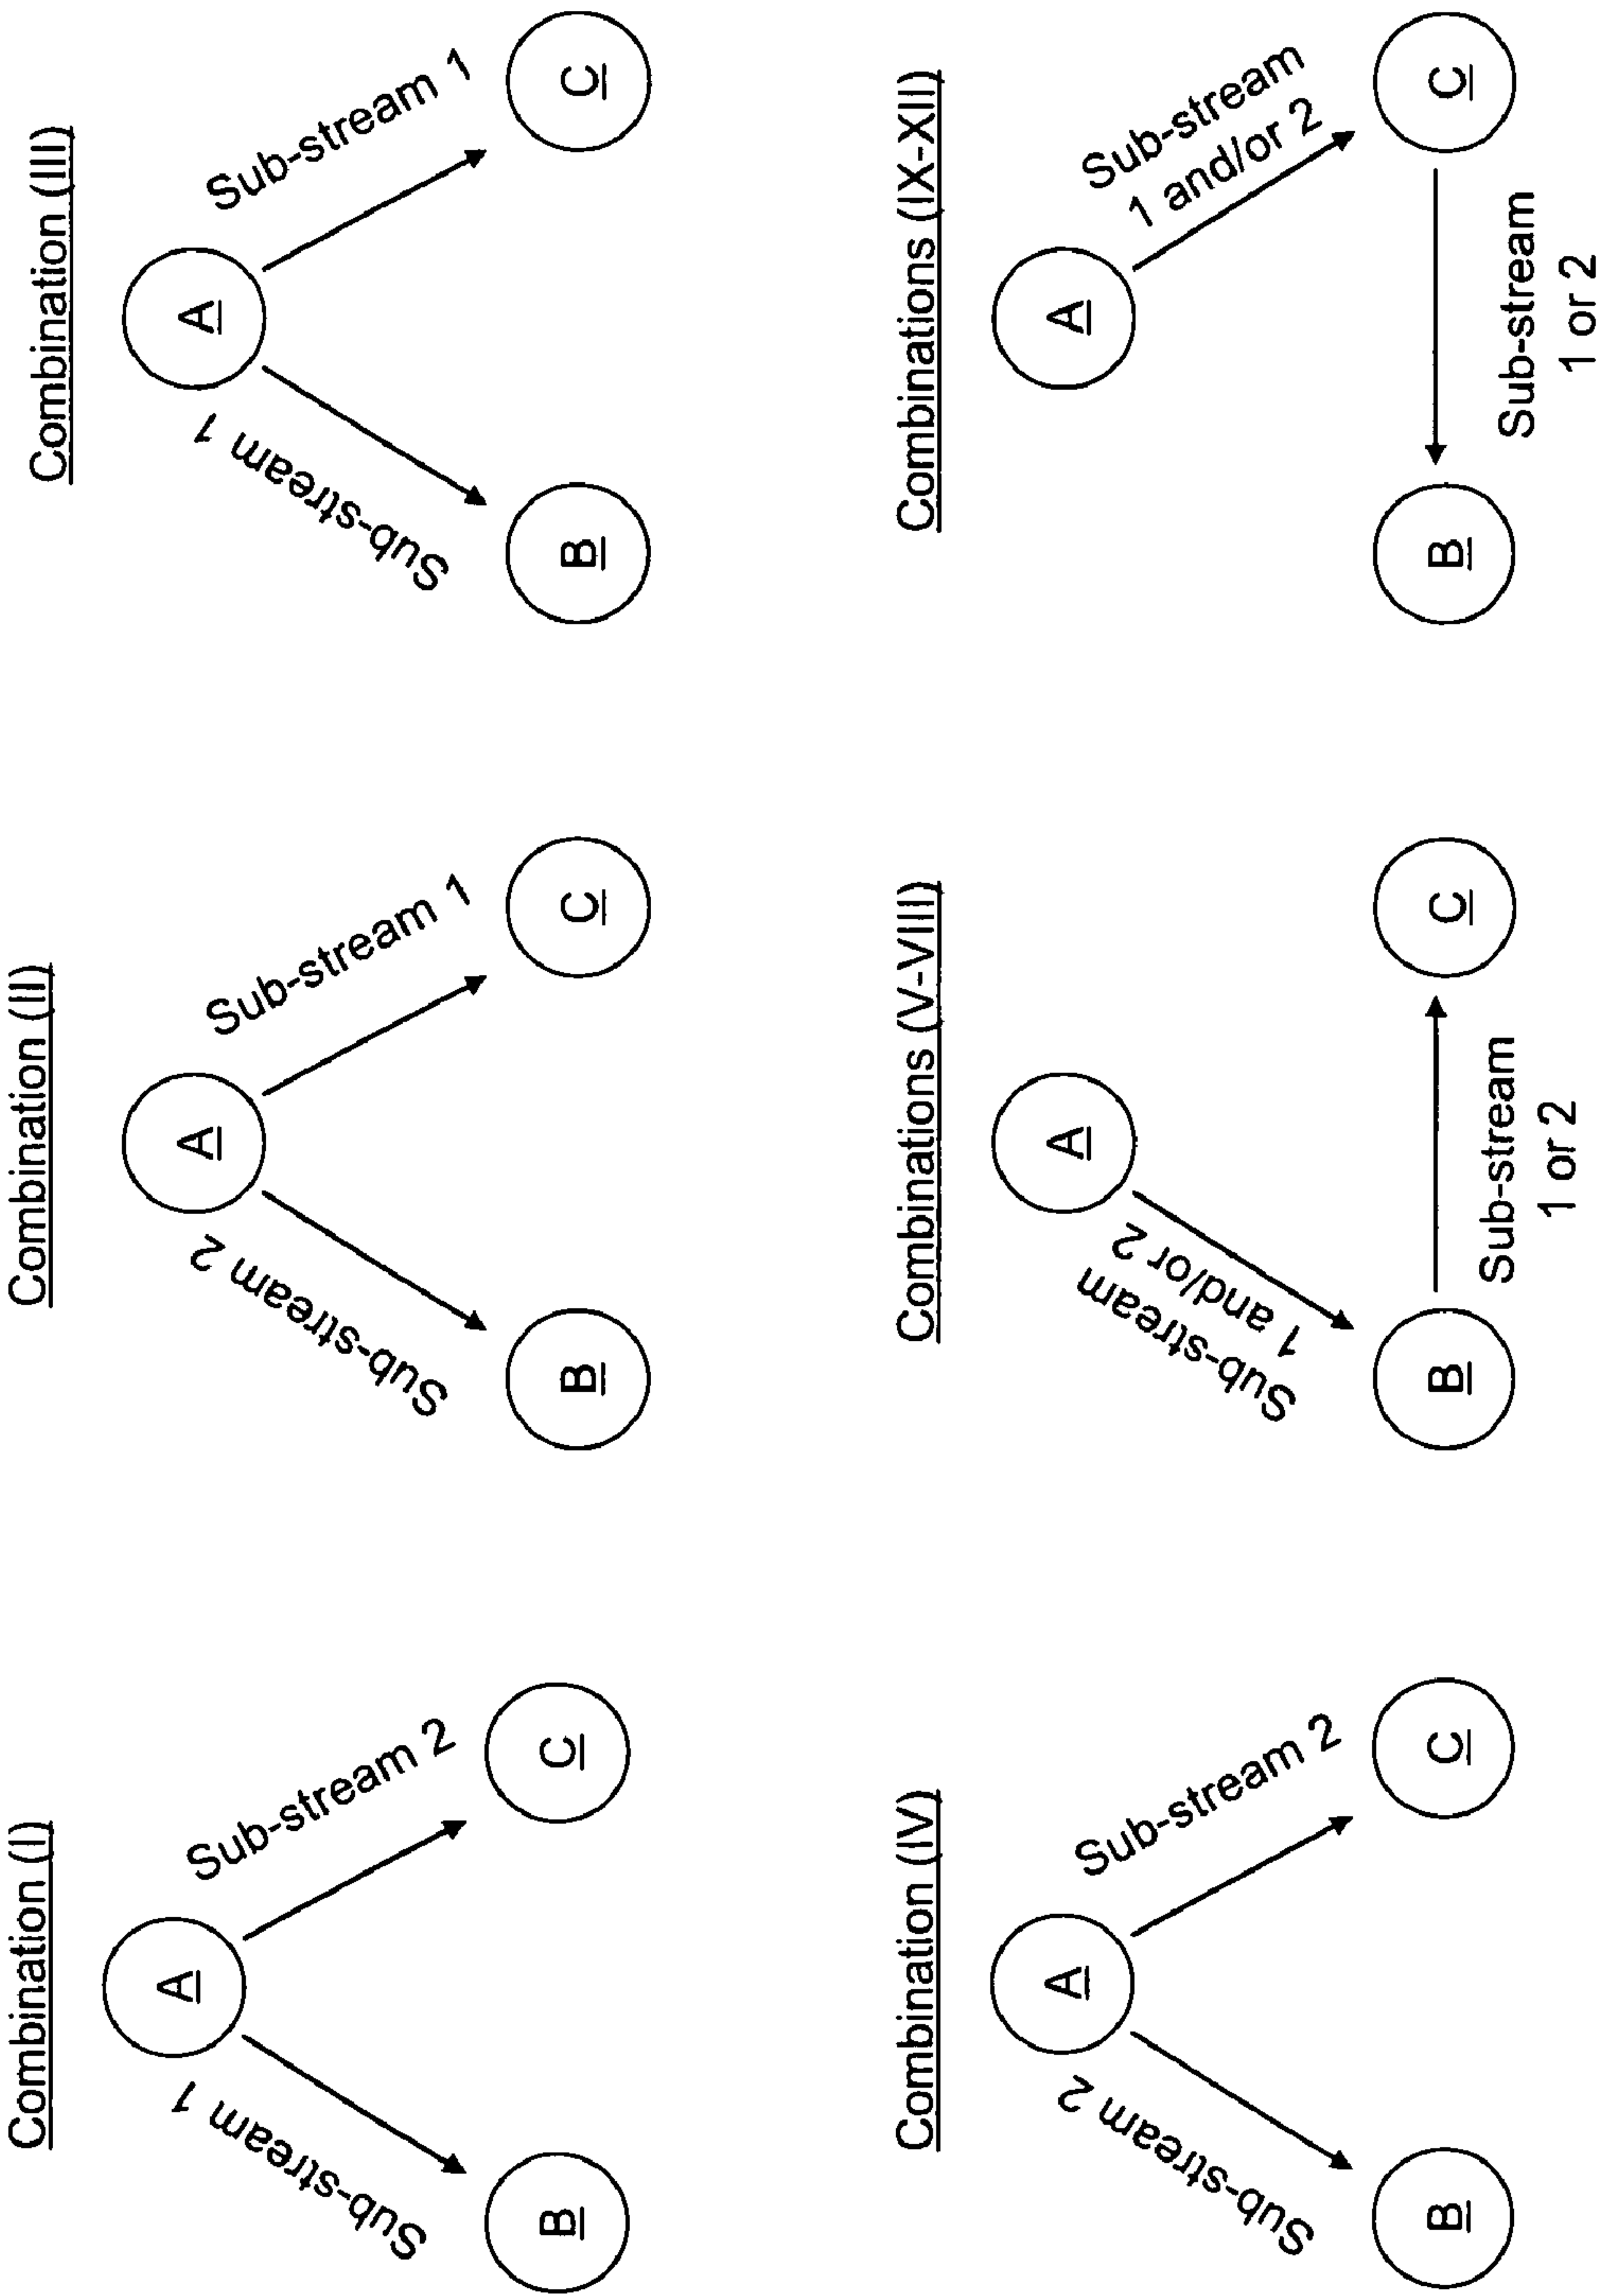 Combination (I)
A
Sub-stream 1
Sub-stream 2
B
C
Combination (II)
A
Sub-stream 2
Sub-stream 1
B
C
Combination (III)
A
Sub-stream 1
Sub-stream 1
B
C
Combination (IV)
A
Sub-stream 2
Sub-stream 2
B
C
Combinations (V-VIII)
A
Sub-stream
1 and/or 2
B
C
Sub-stream
1 or 2
Combinations (IX-XII)
A
Sub-stream
1 and/or 2
B
C
Sub-stream
1 or 2